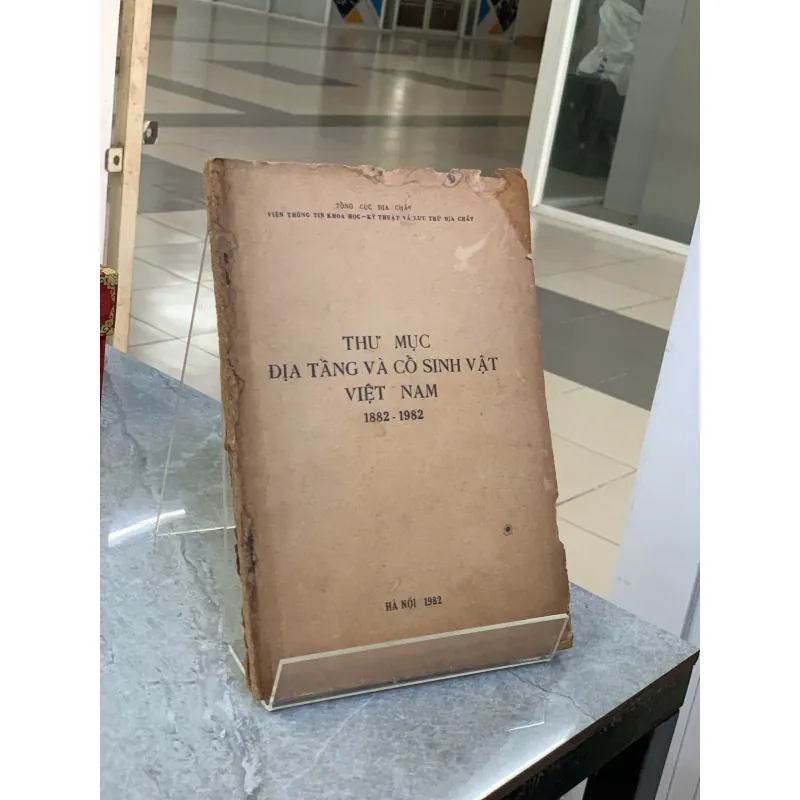 TỔNG CỤC ĐỊA CHẤT
VIỆN THÔNG TIN KHOA HỌC-KỸ THUẬT VÀ LƯU TRỮ ĐỊA CHẤT
THƯ MỤC
ĐỊA TẦNG VÀ CỔ SINH VẬT
VIỆT NAM
1882-1982
HÀ NỘI 1982